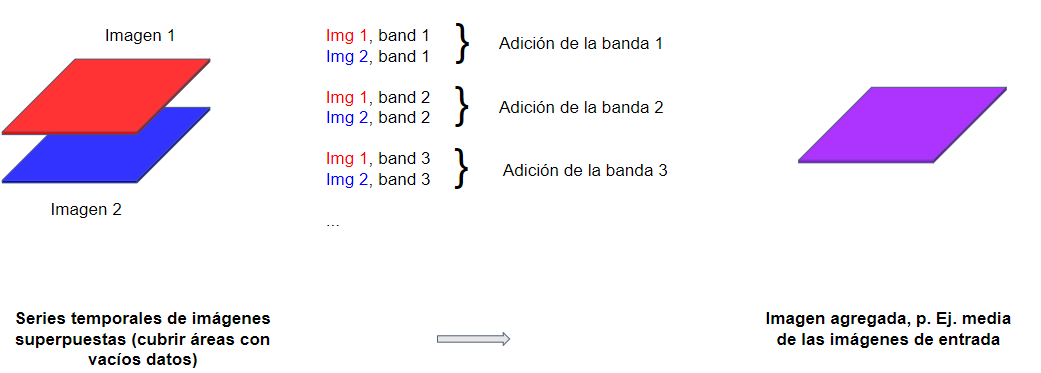 Imagen 1
Imagen 2
Img 1, band 1
Img 2, band 1
} Adición de la banda 1
Img 1, band 2
Img 2, band 2
} Adición de la banda 2
Img 1, band 3
Img 2, band 3
} Adición de la banda 3
...
Series temporales de imágenes
superpuestas (cubrir áreas con
vacíos datos)
Imagen agregada, p. Ej. media
de las imágenes de entrada